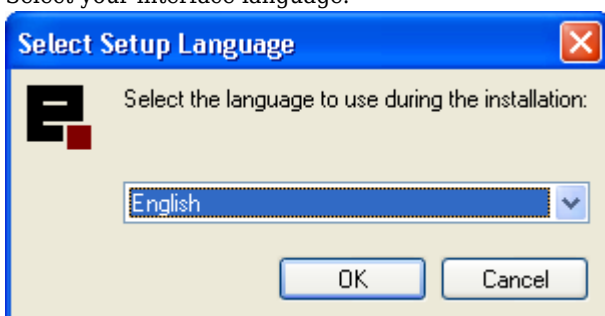 Select your interface language:
Select Setup Language
Select the language to use during the installation:
English
OK
Cancel